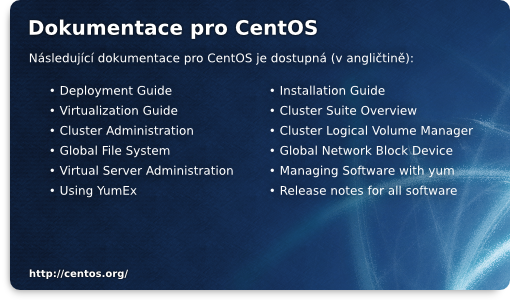 Dokumentace pro CentOS
Následující dokumentace pro CentOS je dostupná (v angličtině):
• Deployment Guide
• Virtualization Guide
• Cluster Administration
• Global File System
• Virtual Server Administration
• Using YumEx
• Installation Guide
• Cluster Suite Overview
• Cluster Logical Volume Manager
• Global Network Block Device
• Managing Software with yum
• Release notes for all software
http://centos.org/